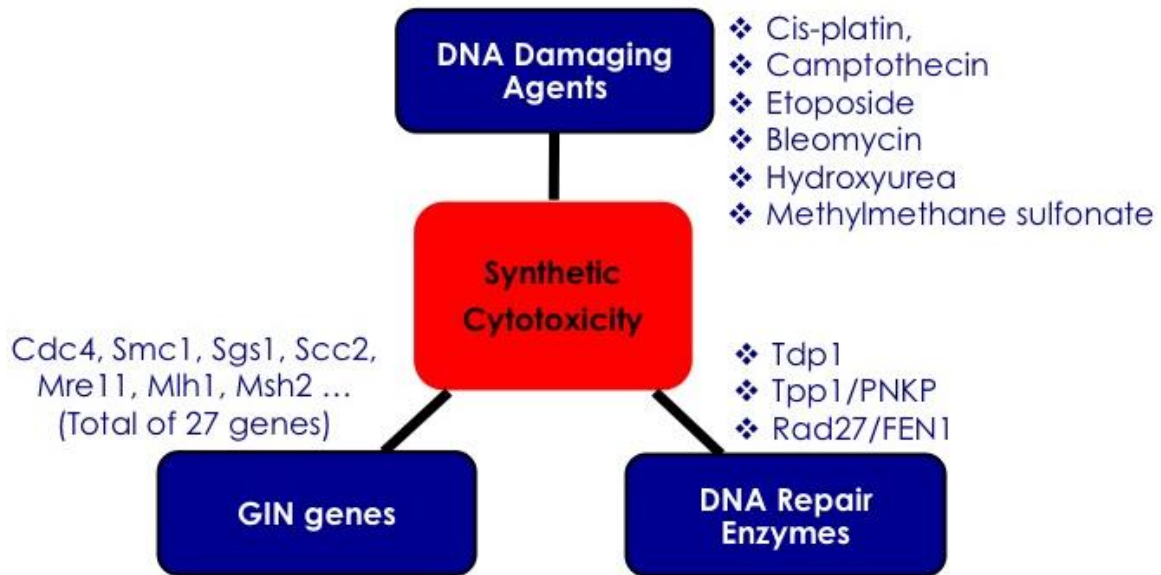 DNA Damaging
Agents
❖ Cis-platin,
❖ Camptothecin
❖ Etoposide
❖ Bleomycin
❖ Hydroxyurea
❖ Methylmethane sulfonate
Synthetic
Cytotoxicity
Cdc4, Smc1, Sgs1, Scc2,
Mre11, Mlh1, Msh2 ...
(Total of 27 genes)
❖ Tdp1
❖ Tpp1/PNKP
❖ Rad27/FEN1
GIN genes
DNA Repair
Enzymes